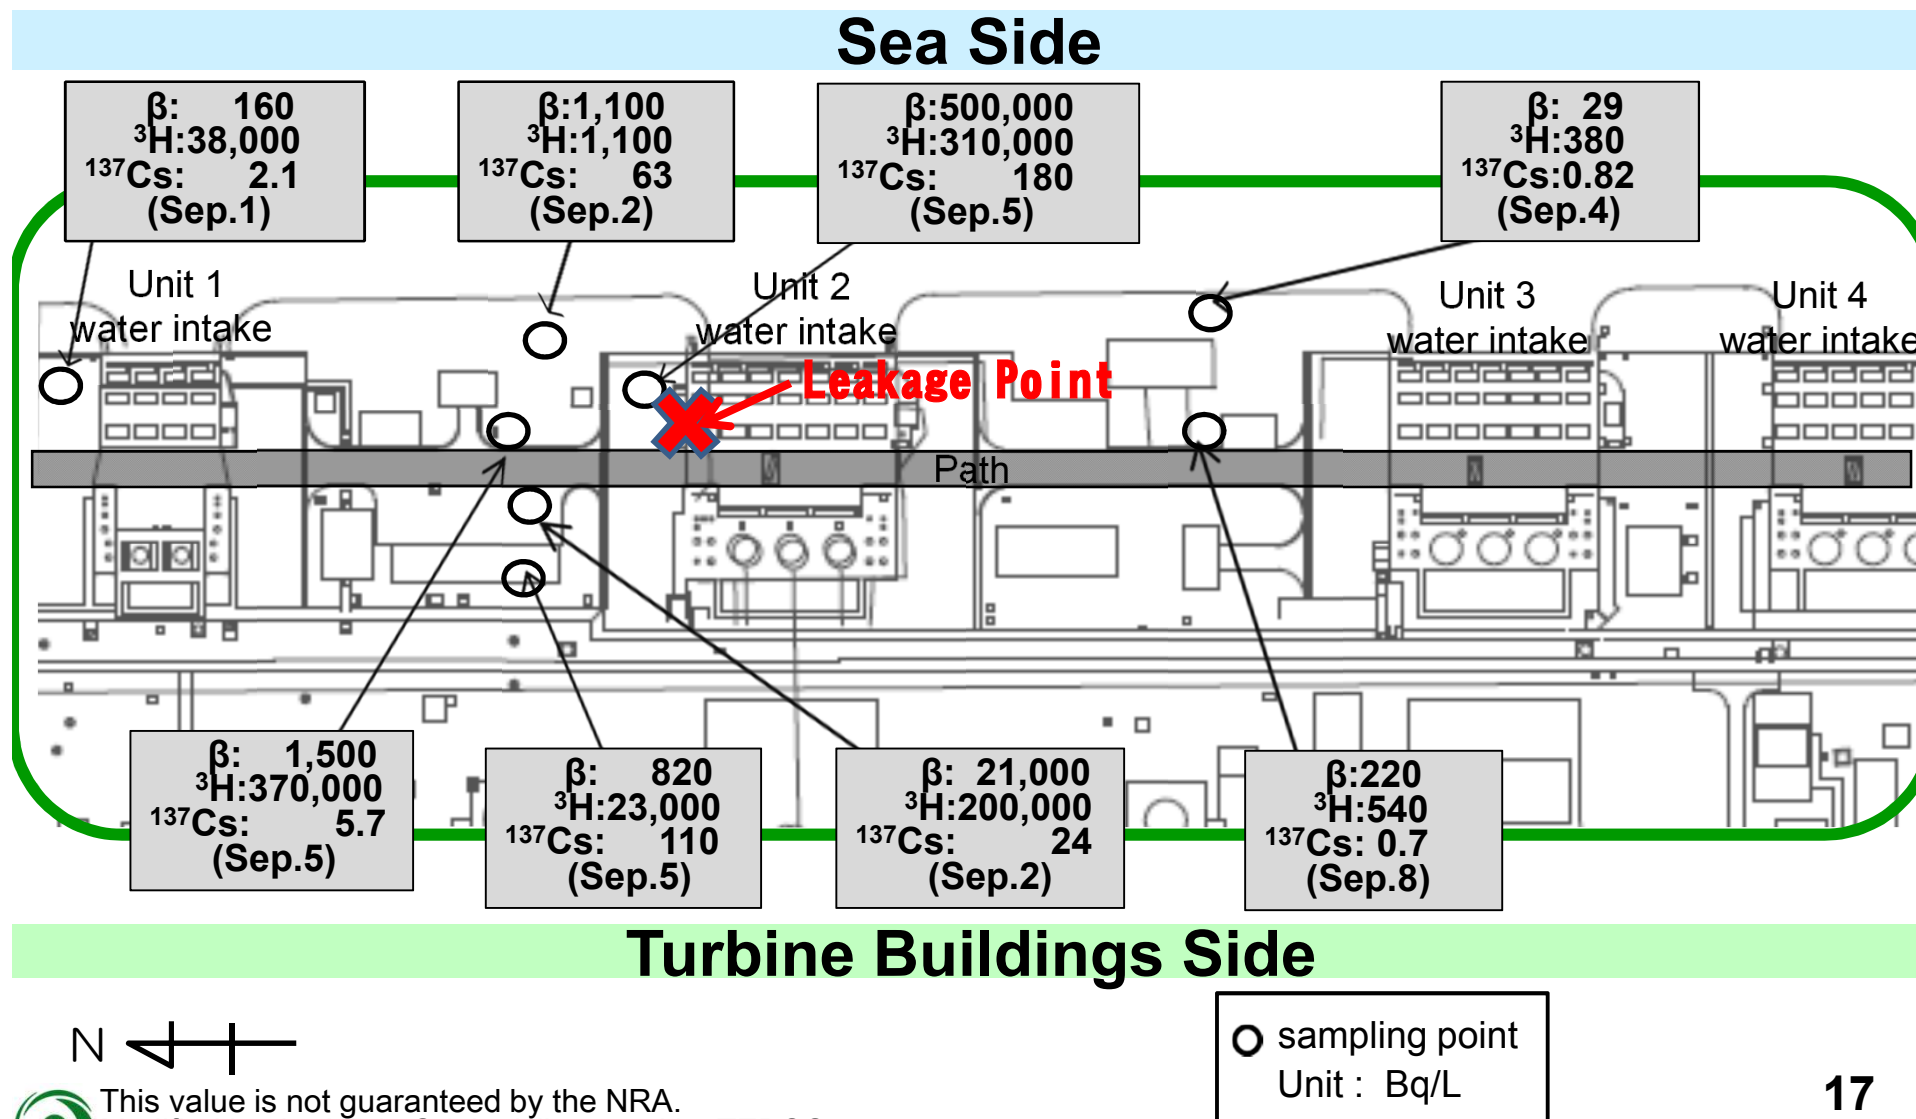 Sea Side
β: 160
³H:38,000
¹³⁷Cs: 2.1
(Sep.1)
β:1,100
³H:1,100
¹³⁷Cs: 63
(Sep.2)
β:500,000
³H:310,000
¹³⁷Cs: 180
(Sep.5)
β: 29
³H:380
¹³⁷Cs:0.82
(Sep.4)
Unit 1
water intake
Unit 2
water intake
Unit 3
water intake
Unit 4
water intake
Leakage Point
Path
β: 1,500
³H:370,000
¹³⁷Cs: 5.7
(Sep.5)
β: 820
³H:23,000
¹³⁷Cs: 110
(Sep.5)
β: 21,000
³H:200,000
¹³⁷Cs: 24
(Sep.2)
β:220
³H:540
¹³⁷Cs: 0.7
(Sep.8)
Turbine Buildings Side
N
sampling point
Unit : Bq/L
This value is not guaranteed by the NRA.
17